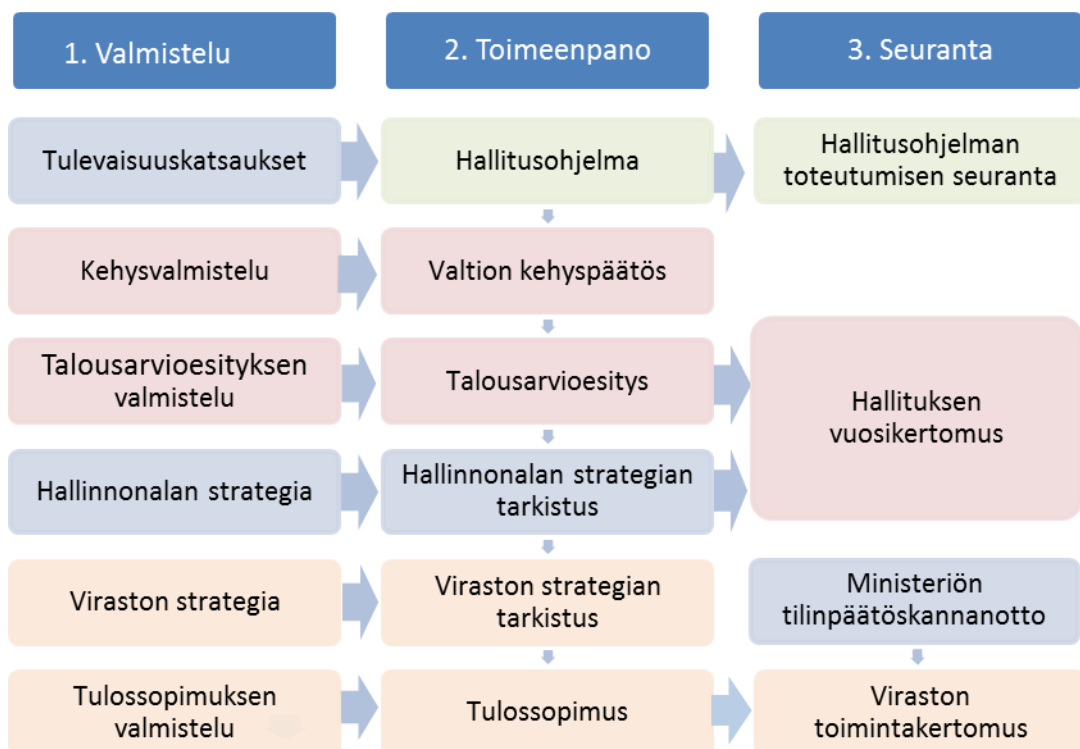 1. Valmistelu
2. Toimeenpano
3. Seuranta
Tulevaisuuskatsaukset
Hallitusohjelma
Hallitusohjelman
toteutumisen seuranta
Kehysvalmistelu
Valtion kehyspäätös
Talousarvioesityksen
valmistelu
Talousarvioesitys
Hallituksen
vuosikertomus
Hallinnonalan strategia
Hallinnonalan strategian
tarkistus
Viraston strategia
Viraston strategian
tarkistus
Ministeriön
tilinpäätöskannanotto
Tulossopimuksen
valmistelu
Tulossopimus
Viraston
toimintakertomus